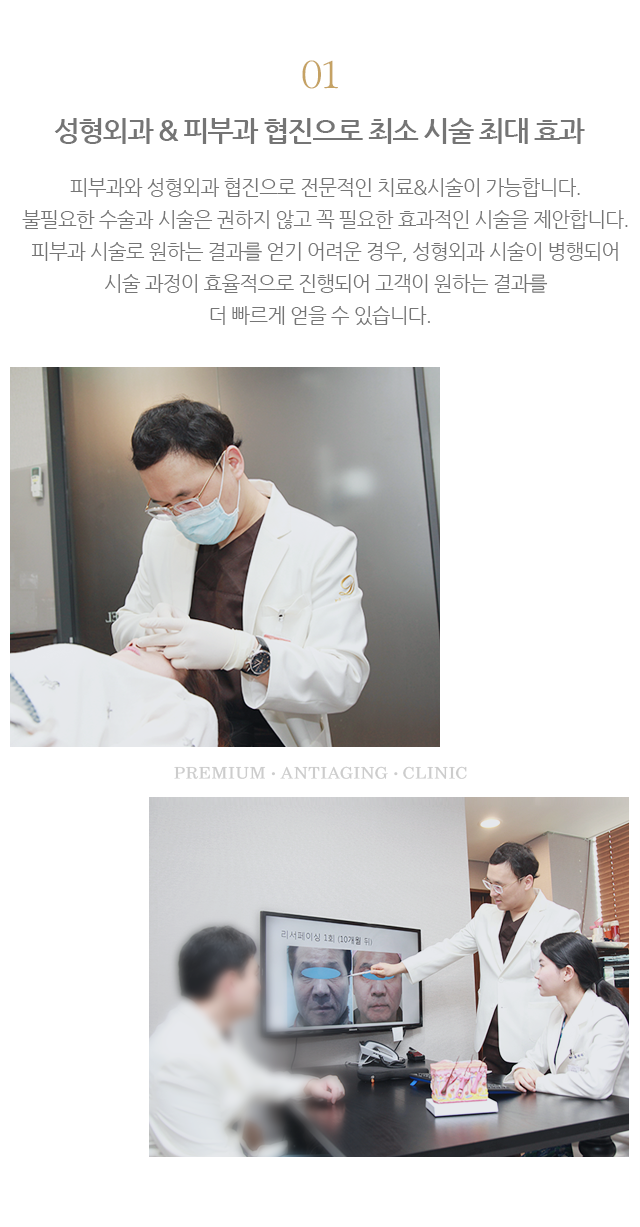 01
성형외과 & 피부과 협진으로 최소 시술 최대 효과
피부과와 성형외과 협진으로 전문적인 치료&시술이 가능합니다.
불필요한 수술과 시술은 권하지 않고 꼭 필요한 효과적인 시술을 제안합니다.
피부과 시술로 원하는 결과를 얻기 어려운 경우, 성형외과 시술이 병행되어
시술 과정이 효율적으로 진행되어 고객이 원하는 결과를
더 빠르게 얻을 수 있습니다.
PREMIUM · ANTIAGING · CLINIC
리서페이싱 1회 (10개월 뒤)